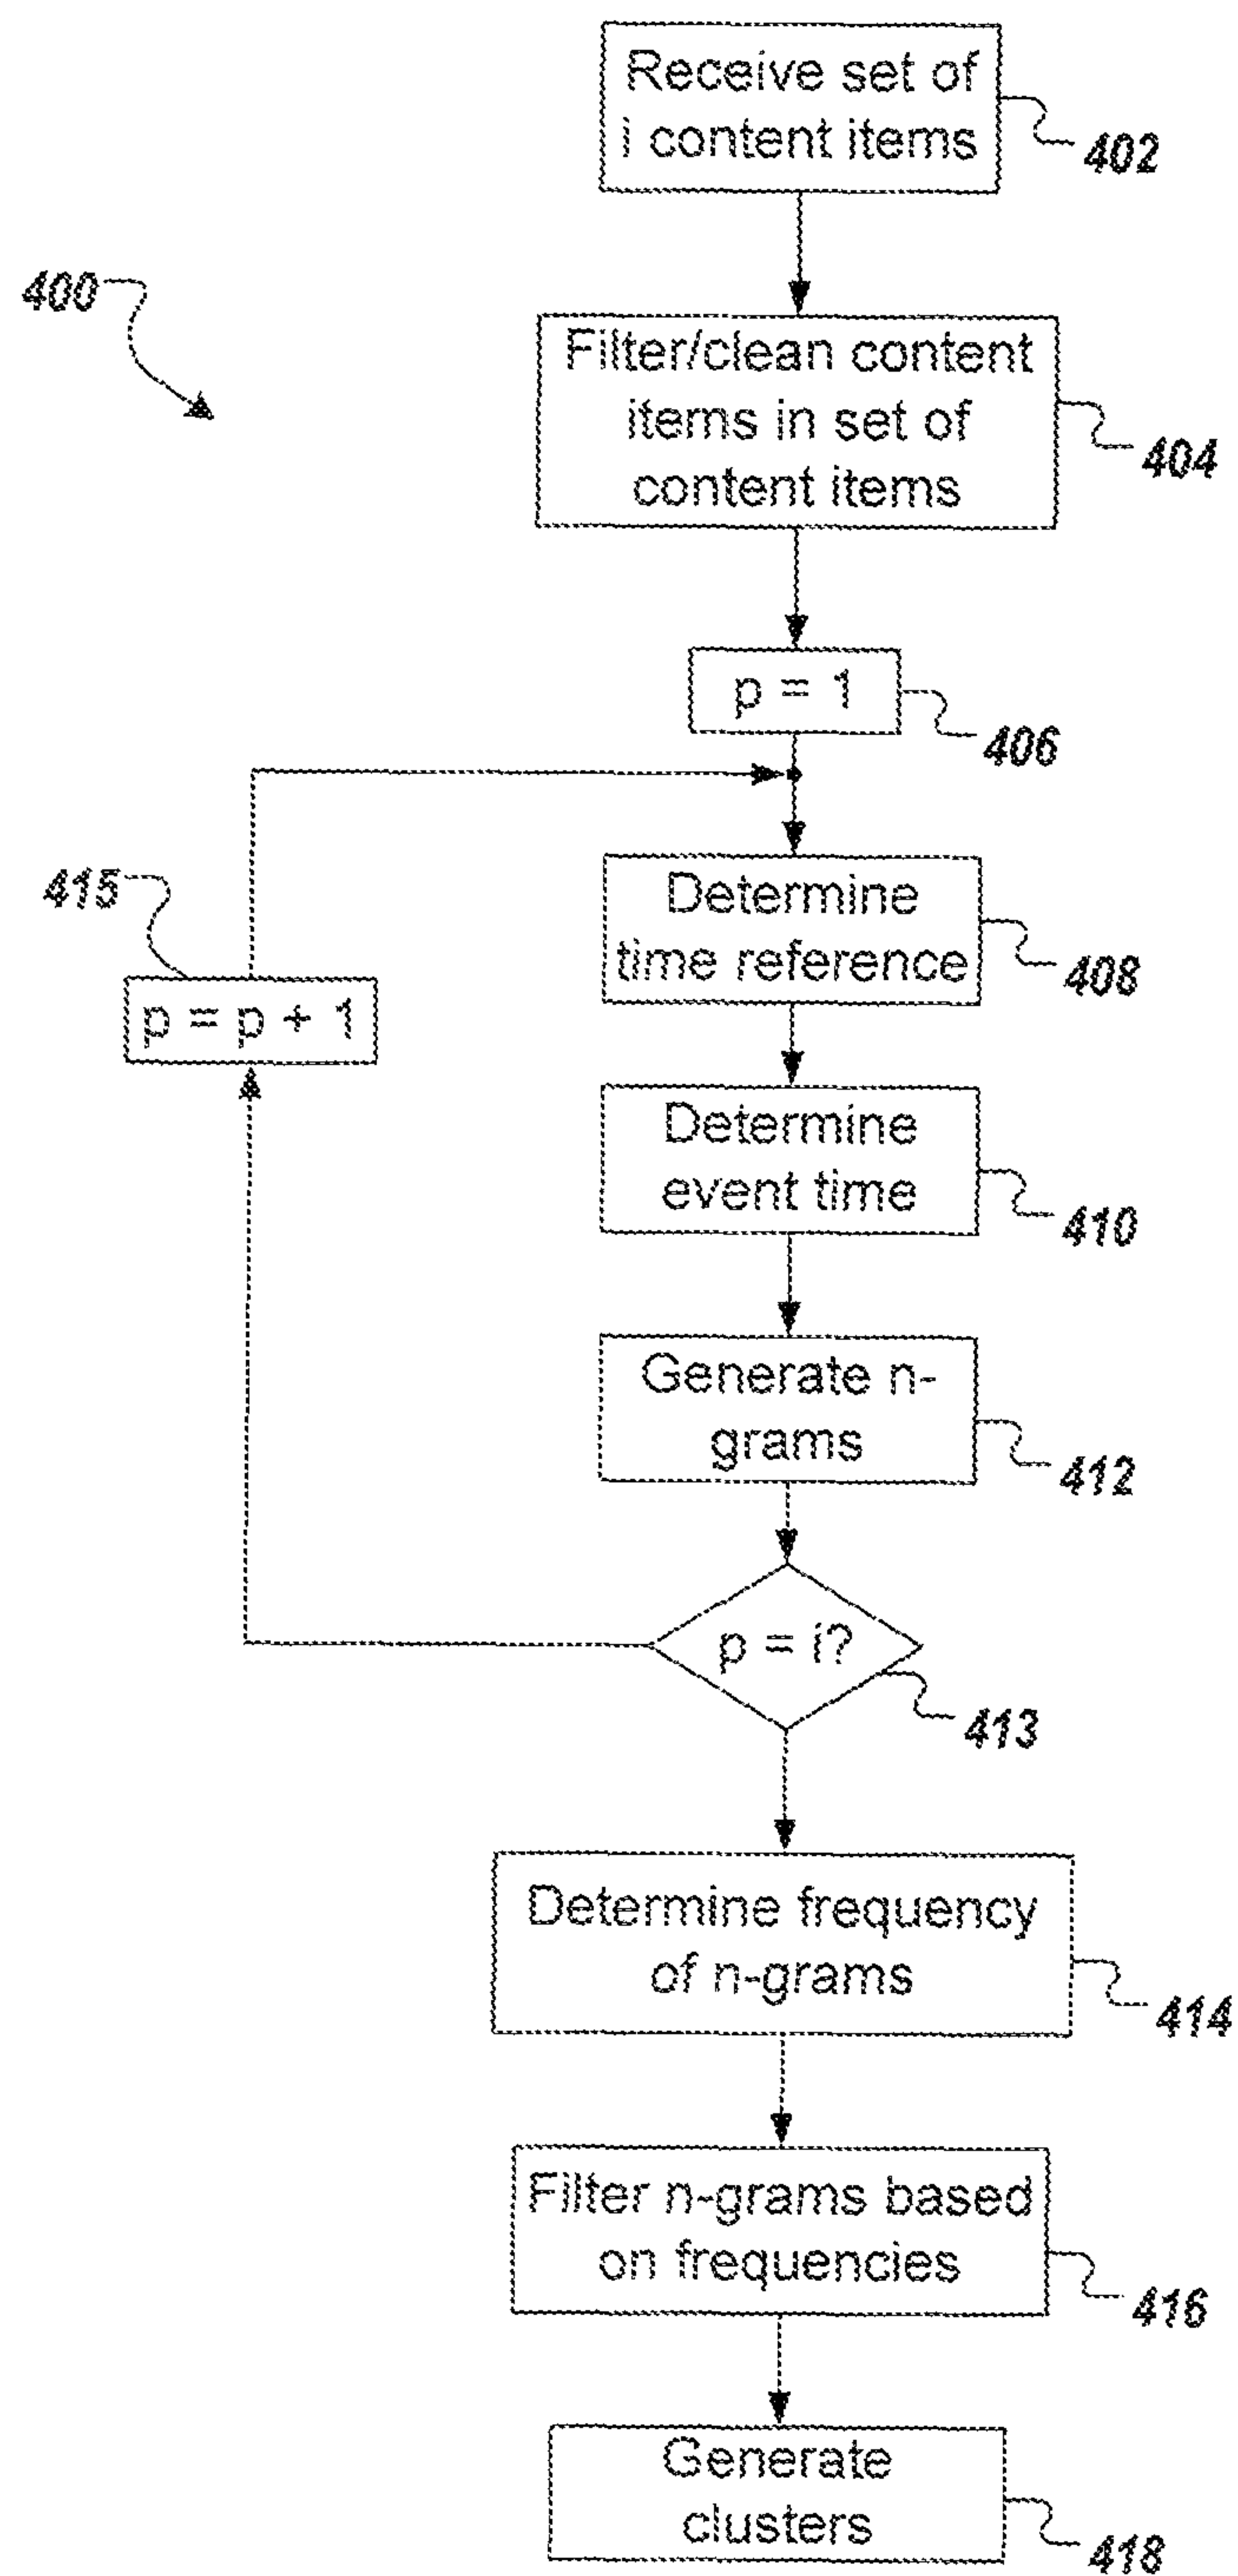 Receive set of
i content items
402
400
Filter/clean content
items in set of
content items
404
p = 1
406
415
p = p + 1
Determine
time reference
408
Determine
event time
410
Generate n-
grams
412
p = i?
413
Determine frequency
of n-grams
414
Filter n-grams based
on frequencies
416
Generate
clusters
418